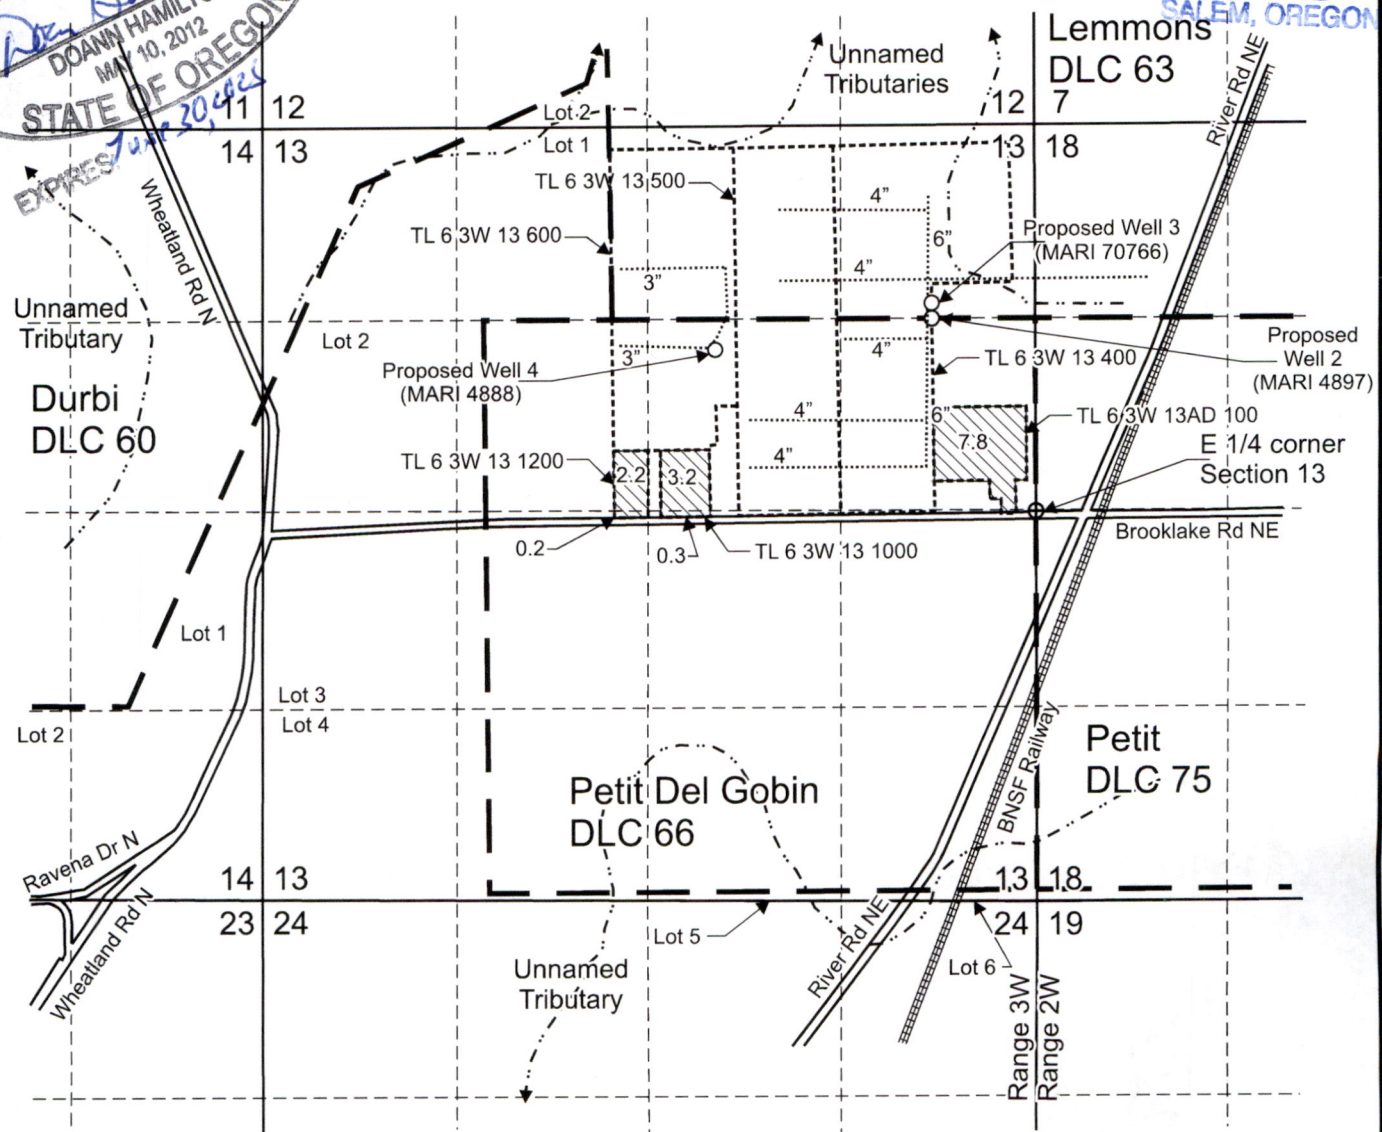 DOANN HAMILTON
MAY 10, 2012
STATE OF OREGON
EXPIRES: June 30, 2025
SALEM, OREGON
Lemmons
DLC 63
Unnamed
Tributaries
River Rd NE
11 12
14 13
Lot 2
Lot 1
12 7
13 18
Wheatland Rd N
TL 6 3W 13 500
TL 6 3W 13 600
4”
6”
Proposed Well 3
(MARI 70766)
3”
4”
Unnamed
Tributary
Lot 2
3”
4”
Proposed Well 4
(MARI 4888)
TL 6 3W 13 400
Proposed
Well 2
(MARI 4897)
Durbi
DLC 60
4”
6”
TL 6 3W 13AD 100
7.8
E 1/4 corner
Section 13
4”
TL 6 3W 13 1200
2.2
3.2
0.2
0.3
TL 6 3W 13 1000
Brooklake Rd NE
Lot 1
Lot 3
Lot 4
Lot 2
BNSF Railway
Petit
DLC 75
Petit Del Gobin
DLC 66
Ravena Dr N
Wheatland Rd N
14 13
23 24
13 18
24 19
Lot 5
River Rd NE
Lot 6
Unnamed
Tributary
Range 3W
Range 2W